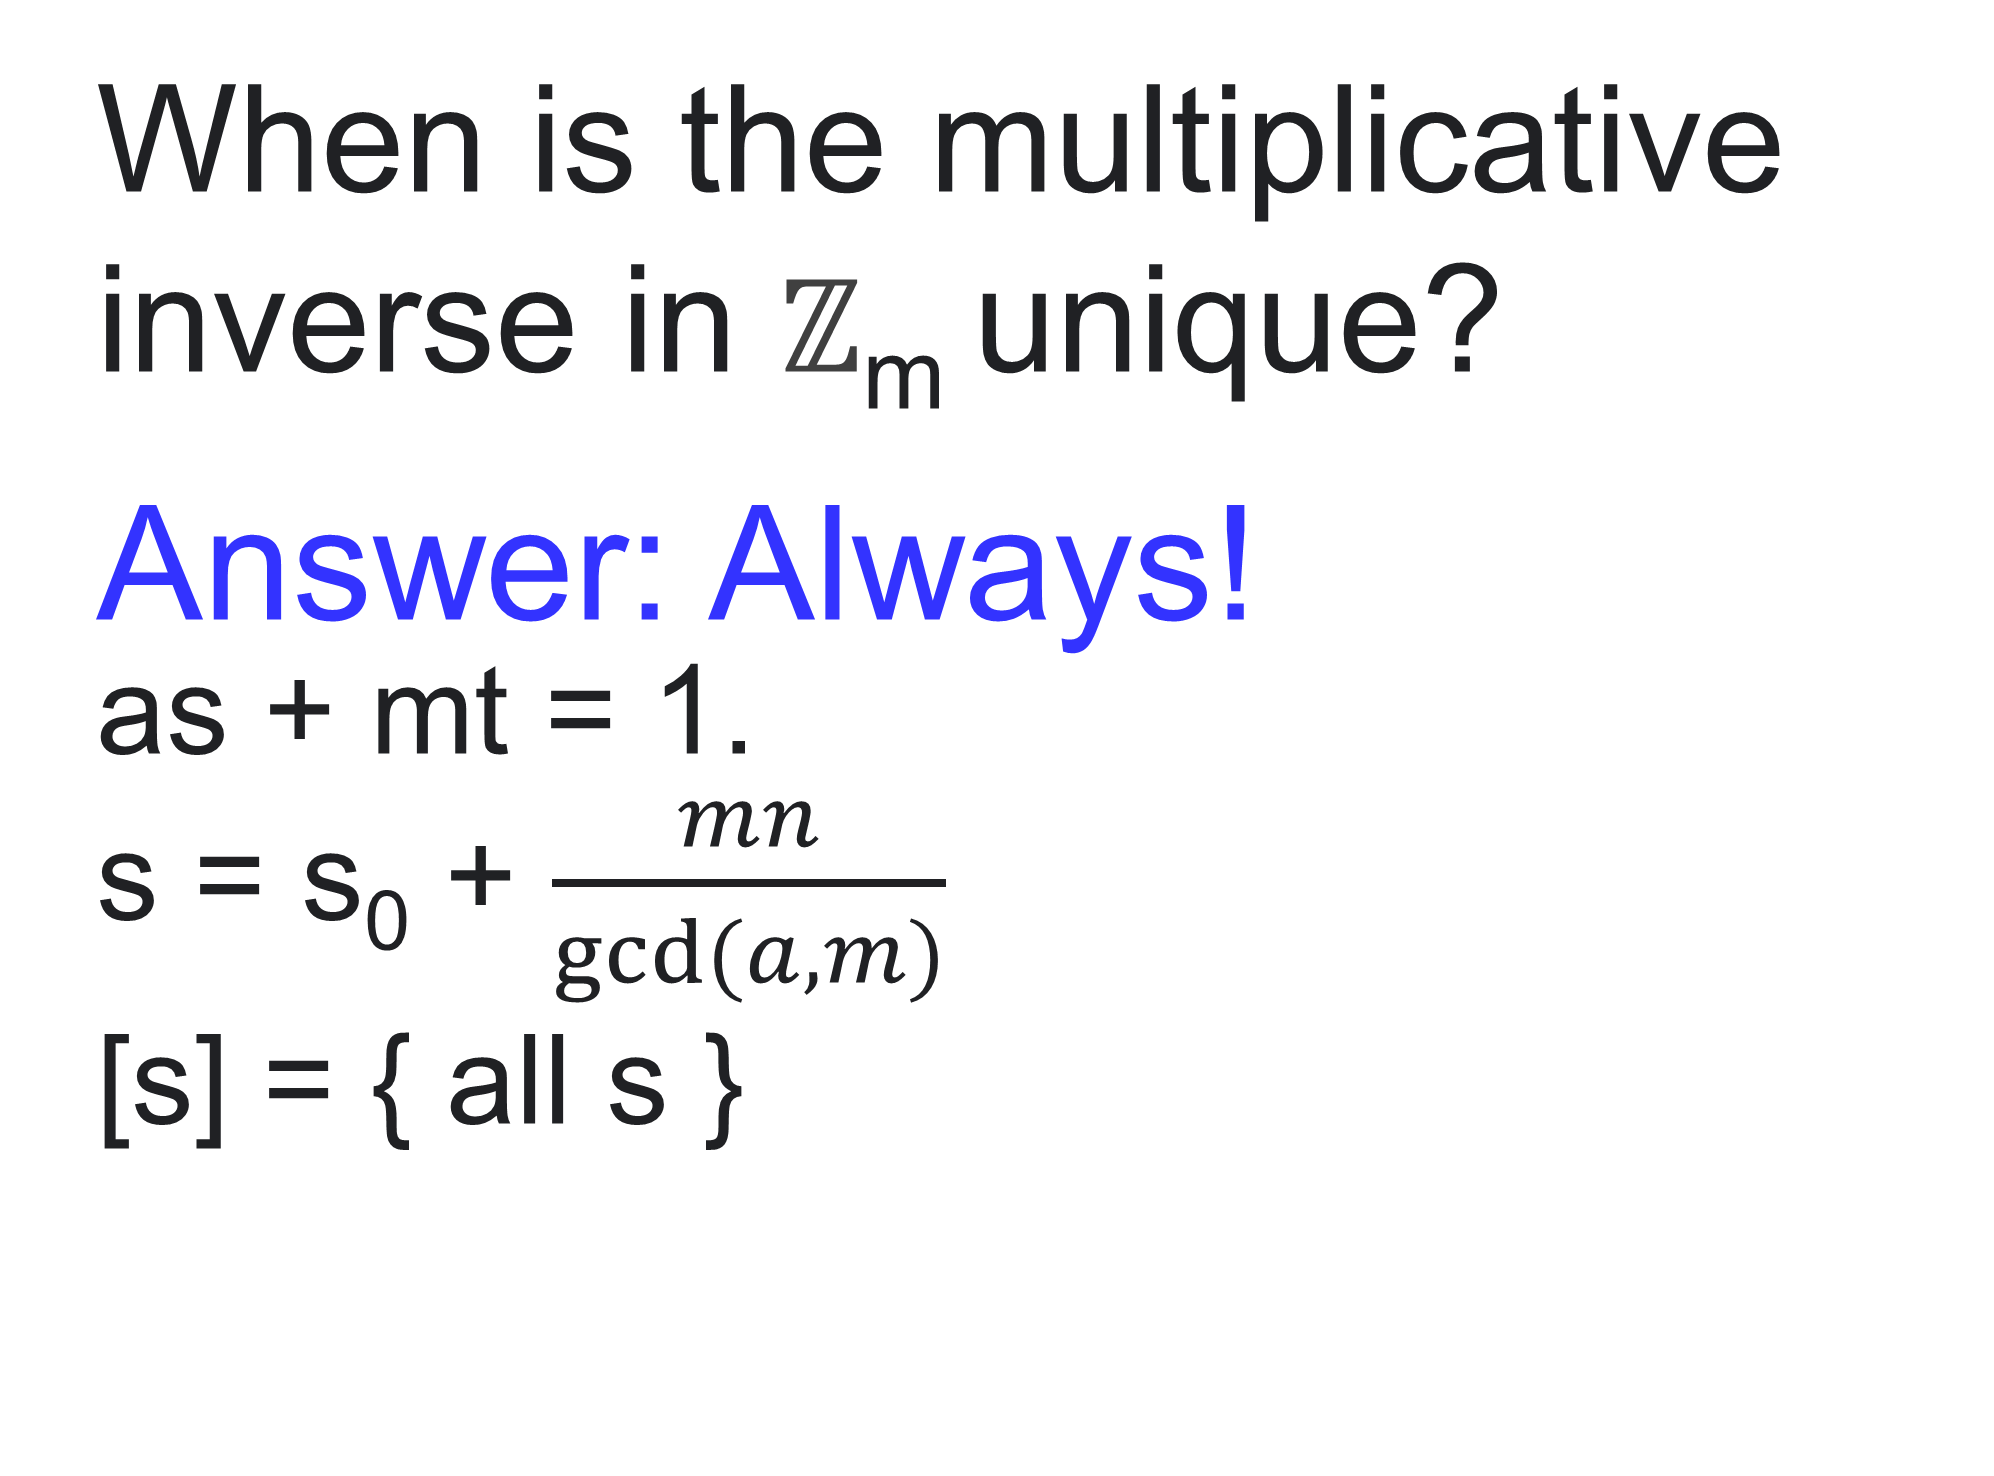 When is the multiplicative
inverse in ℤₘ unique?
Answer: Always!
as + mt = 1.
s = s₀ + mn/gcd(a,m)
[s] = { all s }